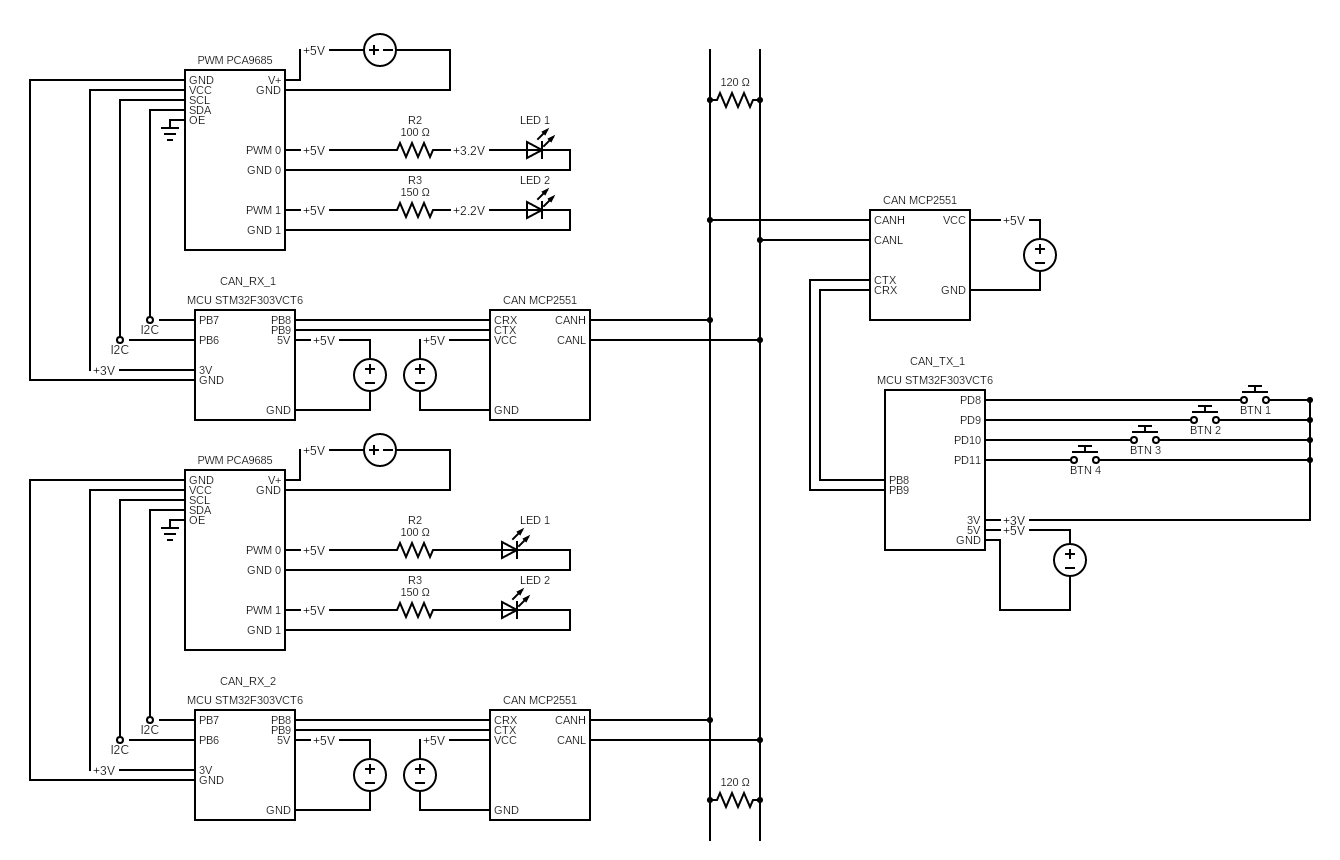 +5V
PWM PCA9685
GND
VCC
SCL
SDA
OE
V+
GND
R2
100 Ω
LED 1
PWM 0
+5V
+3.2V
GND 0
R3
150 Ω
LED 2
PWM 1
+5V
+2.2V
GND 1
CAN_RX_1
MCU STM32F303VCT6
PB7
I2C
PB6
I2C
+3V
3V
GND
PB8
PB9
5V
+5V
GND
CAN MCP2551
CRX
CTX
+5V
VCC
GND
CANH
CANL
+5V
PWM PCA9685
GND
VCC
SCL
SDA
OE
V+
GND
R2
100 Ω
LED 1
PWM 0
+5V
GND 0
R3
150 Ω
LED 2
PWM 1
+5V
GND 1
CAN_RX_2
MCU STM32F303VCT6
PB7
I2C
PB6
I2C
+3V
3V
GND
PB8
PB9
5V
+5V
GND
CAN MCP2551
CRX
CTX
+5V
VCC
GND
CANH
CANL
120 Ω
120 Ω
CAN MCP2551
CANH
CANL
CTX
CRX
VCC
+5V
GND
CAN_TX_1
MCU STM32F303VCT6
PD8
BTN 1
PD9
BTN 2
PD10
BTN 3
PD11
BTN 4
PB8
PB9
3V
+3V
5V
+5V
GND